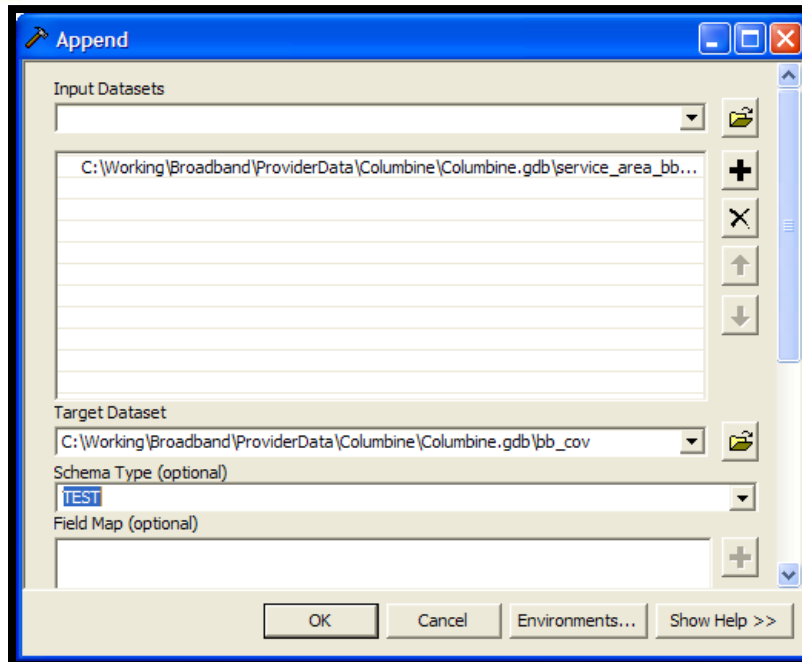 Append
Input Datasets
C:\Working\Broadband\ProviderData\Columbine\Columbine.gdb\service_area_bb...
Target Dataset
C:\Working\Broadband\ProviderData\Columbine\Columbine.gdb\bb_cov
Schema Type (optional)
TEST
Field Map (optional)
OK Cancel Environments... Show Help >>